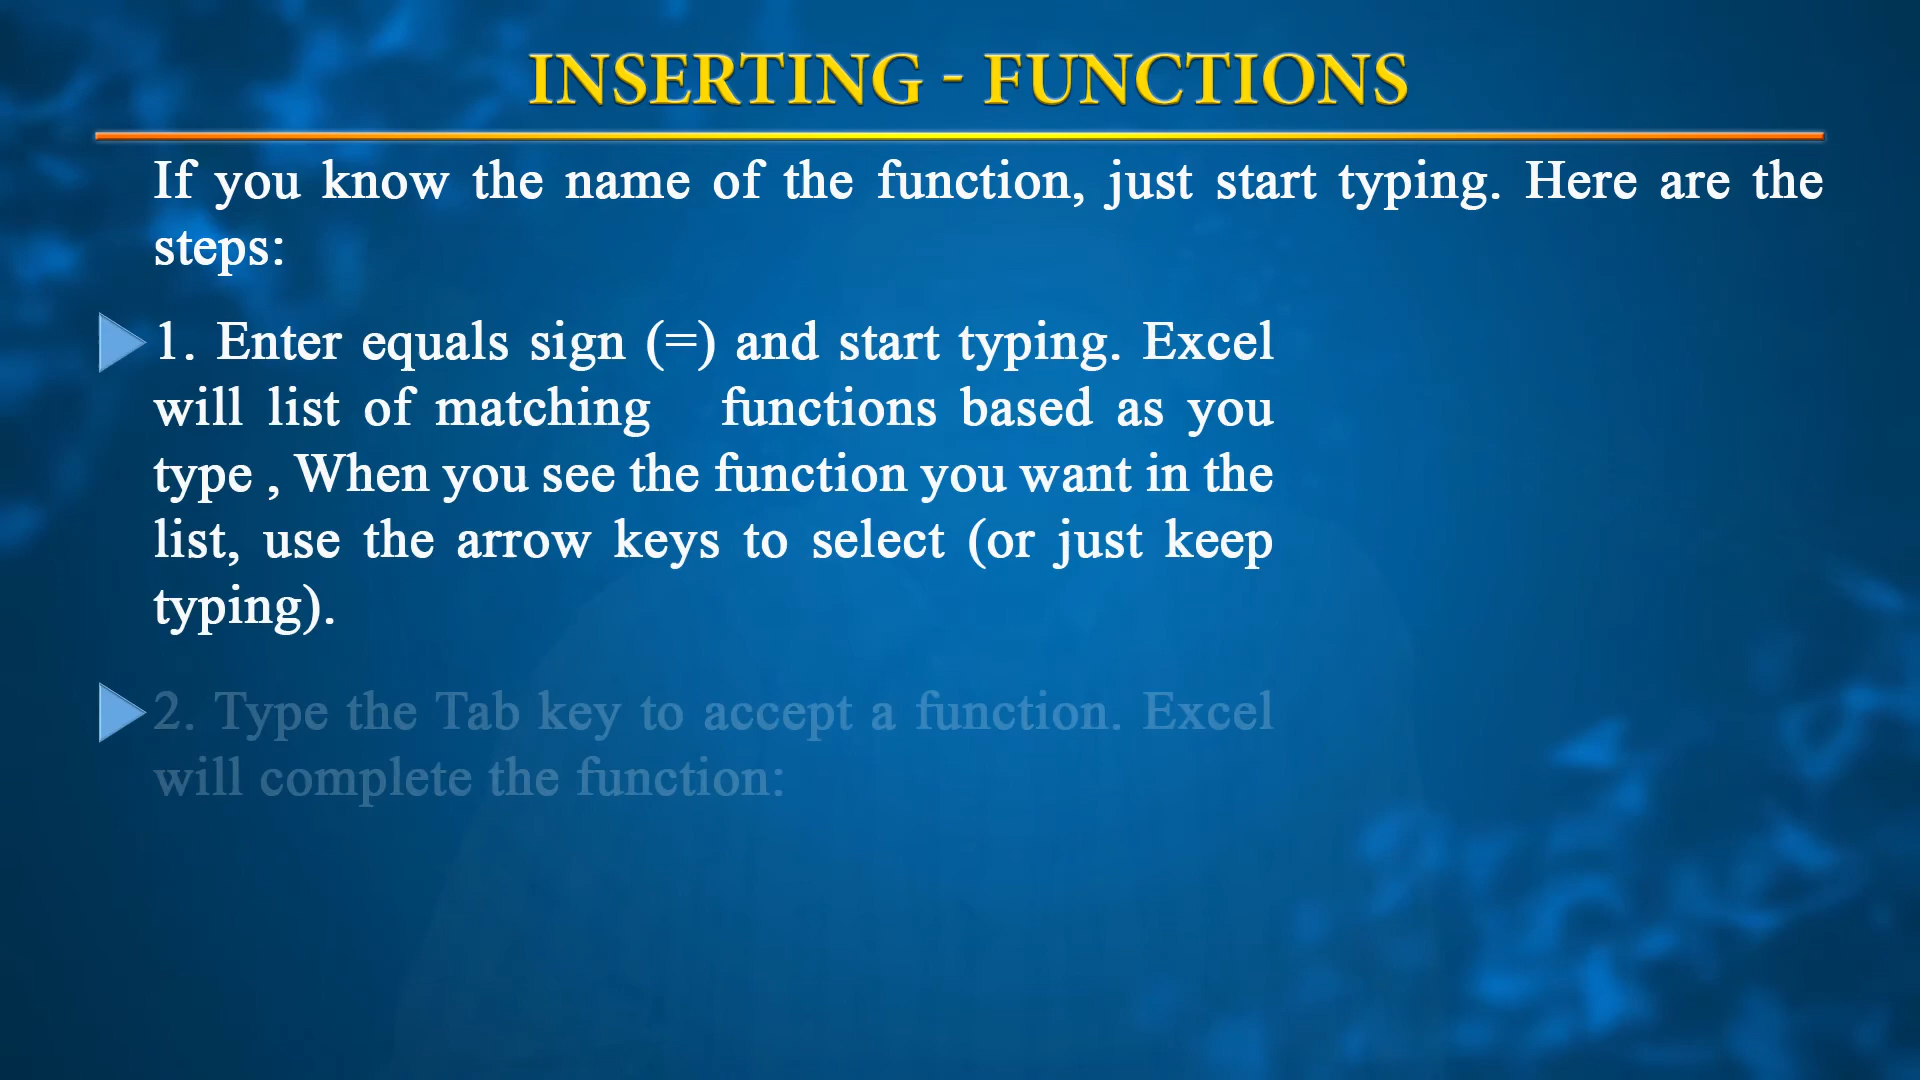 INSERTING - FUNCTIONS
If you know the name of the function, just start typing. Here are the
steps:
1. Enter equals sign (=) and start typing. Excel
will list of matching functions based as you
type , When you see the function you want in the
list, use the arrow keys to select (or just keep
typing).
2. Type the Tab key to accept a function. Excel
will complete the function: